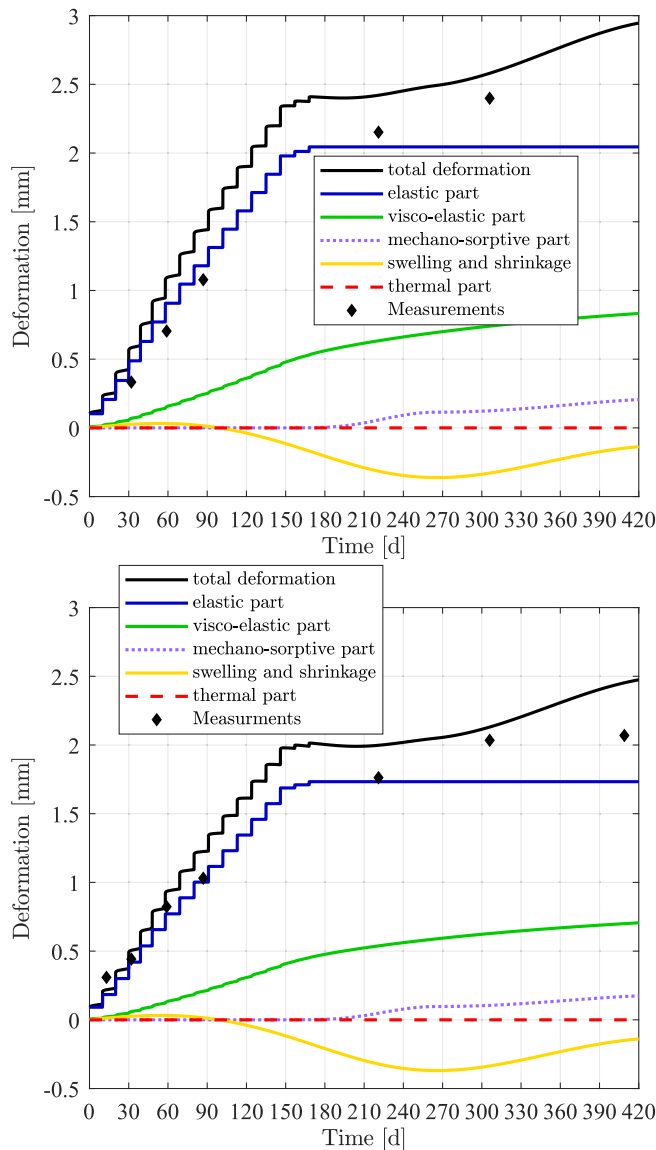 3
2.5
2
1.5
1
0.5
0
-0.5
Deformation [mm]
total deformation
elastic part
visco-elastic part
mechano-sorptive part
swelling and shrinkage
thermal part
Measurements
0 30 60 90 120 150 180 210 240 270 300 330 360 390 420
Time [d]
total deformation
elastic part
visco-elastic part
mechano-sorptive part
swelling and shrinkage
thermal part
Measurments
3
2.5
2
1.5
1
0.5
0
-0.5
Deformation [mm]
0 30 60 90 120 150 180 210 240 270 300 330 360 390 420
Time [d]